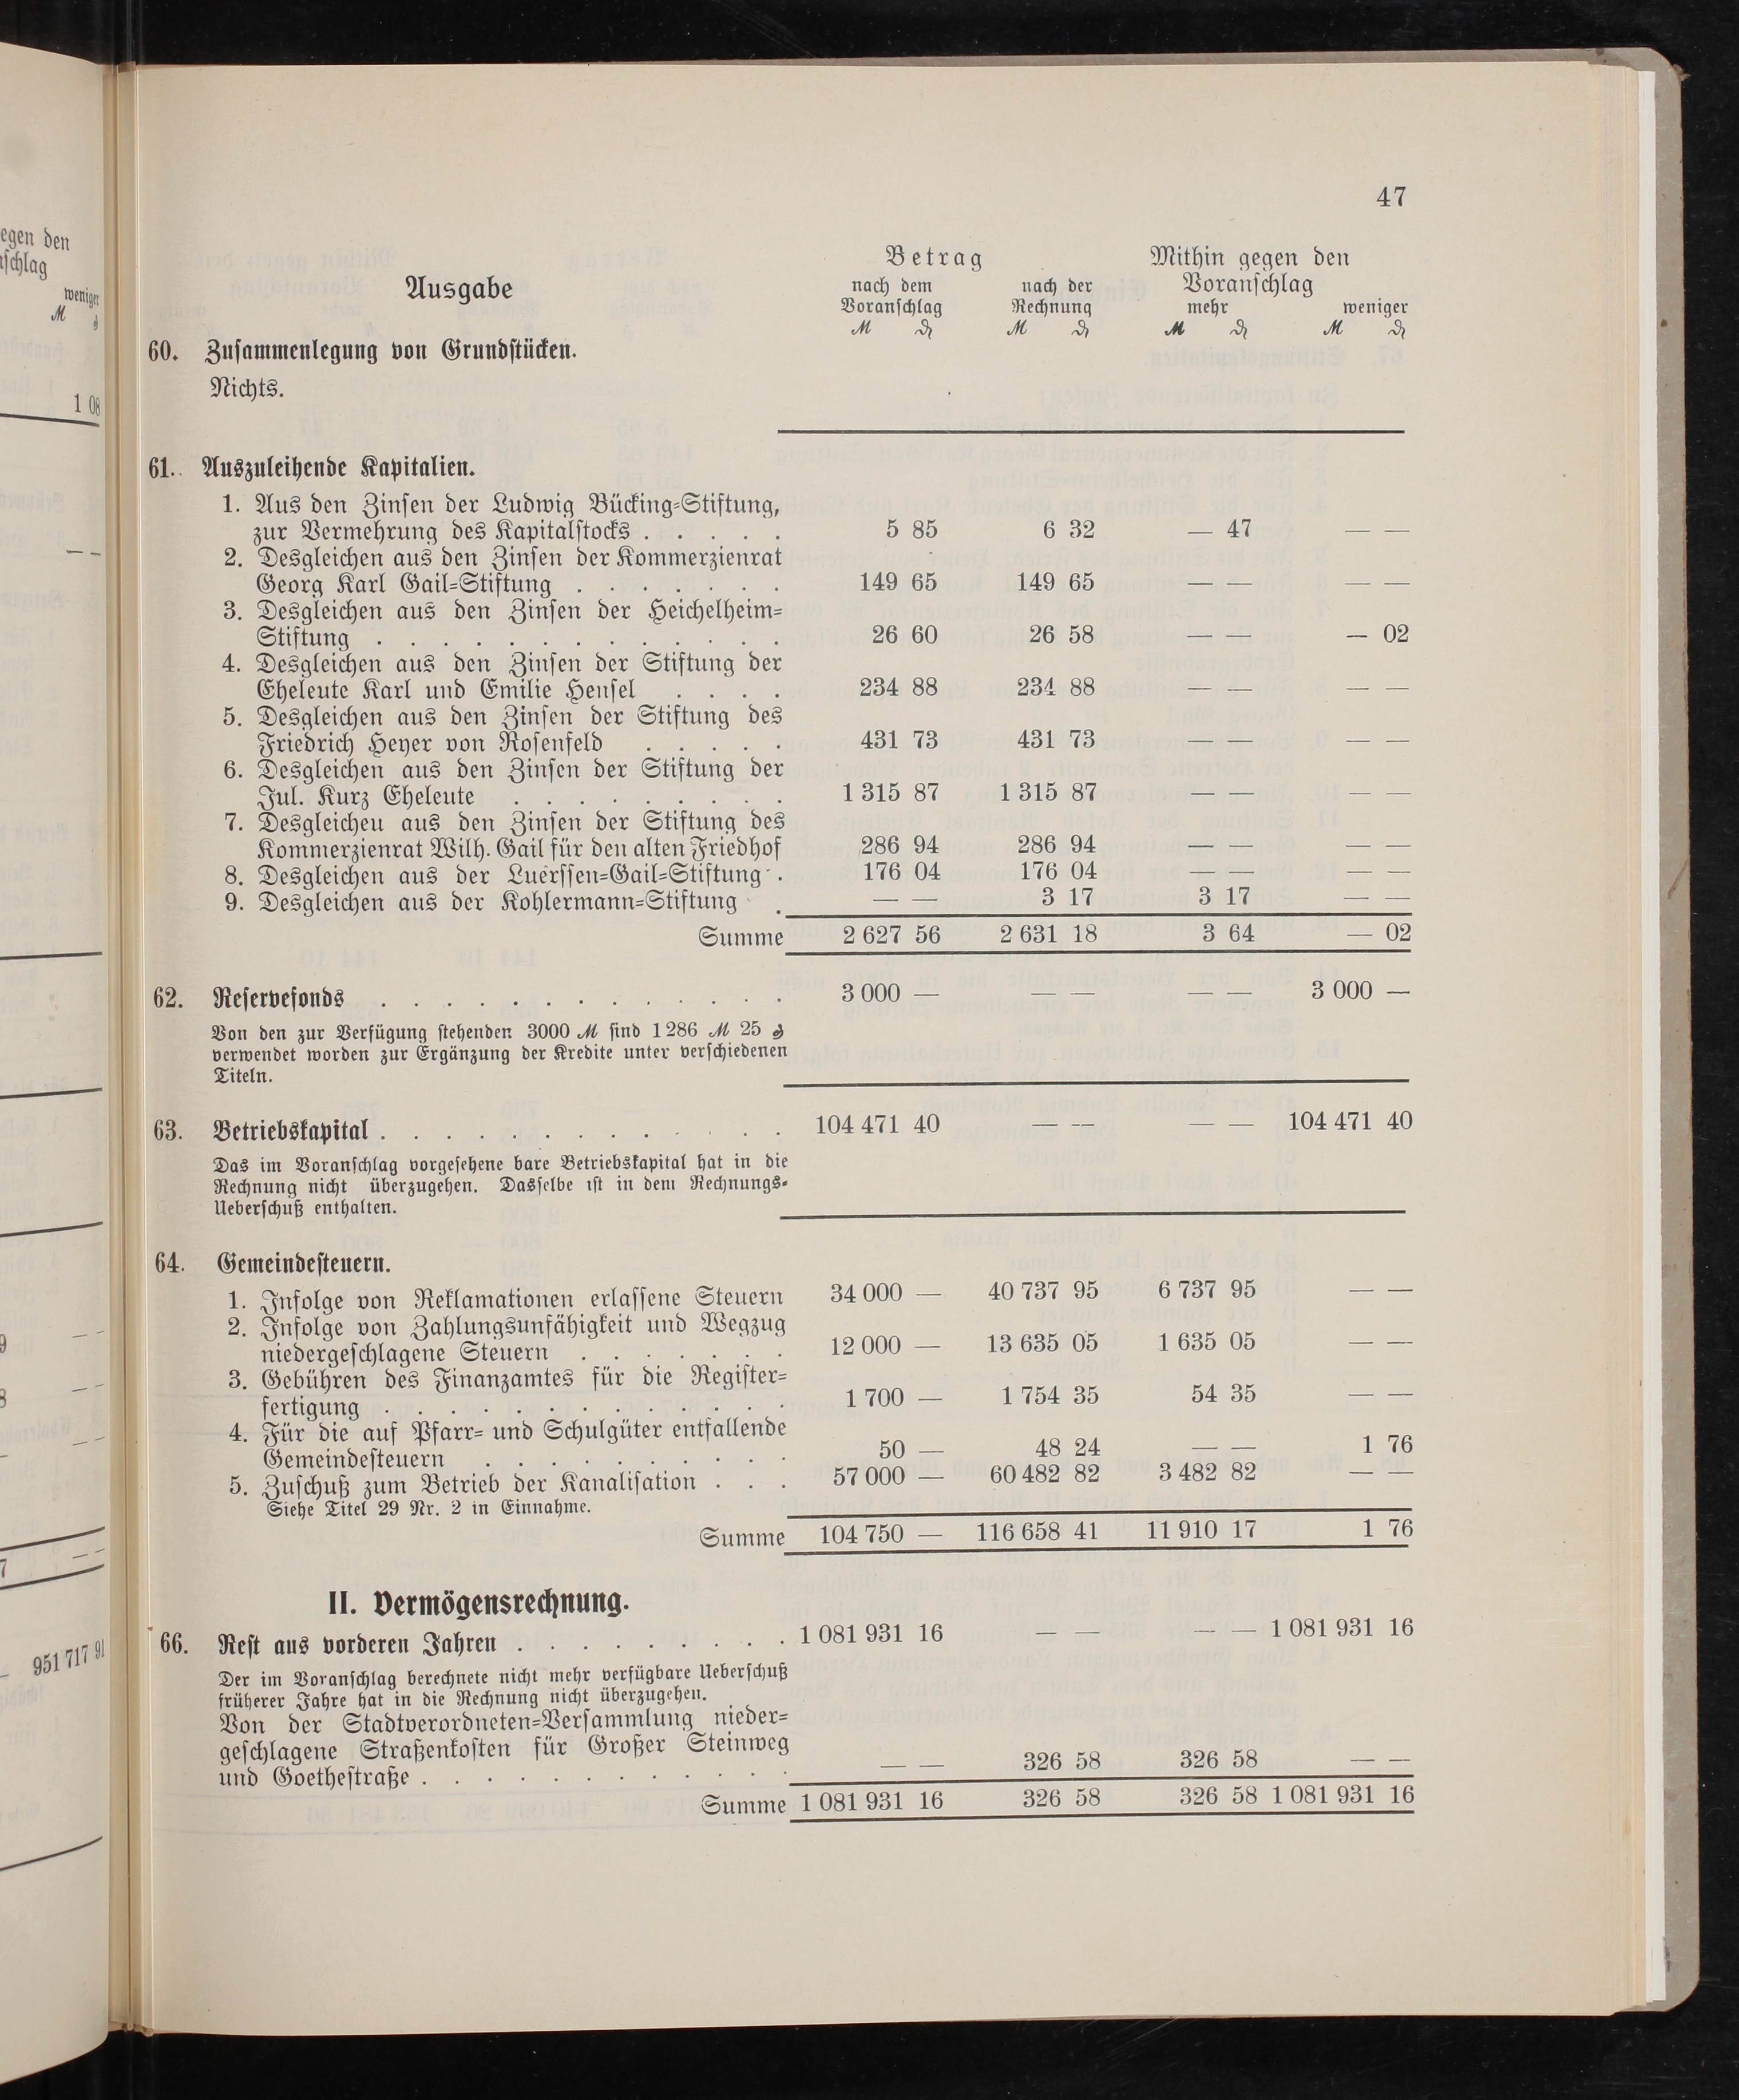 egen den
schlag
weniger
M ₰
1 08
— —
9 — —
8 — —
— —
7 — —
951 717 91
47
Ausgabe
Betrag
Mithin gegen den
Voranschlag
nach dem
Voranschlag
nach der
Rechnung
mehr
weniger
M ₰ M ₰ M ₰ M ₰
60. Zusammenlegung von Grundstücken.
Nichts.
61. Auszuleihende Kapitalien.
1. Aus den Zinsen der Ludwig Bücking-Stiftung,
zur Vermehrung des Kapitalstocks . . . . . 5 85 6 32 — 47 — —
2. Desgleichen aus den Zinsen der Kommerzienrat
Georg Karl Gail-Stiftung . . . . . . . 149 65 149 65 — — — —
3. Desgleichen aus den Zinsen der Heichelheim-
Stiftung . . . . . . . . . . . . . 26 60 26 58 — — — 02
4. Desgleichen aus den Zinsen der Stiftung der
Eheleute Karl und Emilie Hensel . . . . 234 88 234 88 — — — —
5. Desgleichen aus den Zinsen der Stiftung des
Friedrich Heyer von Rosenfeld . . . . . 431 73 431 73 — — — —
6. Desgleichen aus den Zinsen der Stiftung der
Jul. Kurz Eheleute . . . . . . . . . 1 315 87 1 315 87 — — — —
7. Desgleicheu aus den Zinsen der Stiftung des
Kommerzienrat Wilh. Gail für den alten Friedhof 286 94 286 94 — — — —
8. Desgleichen aus der Luerssen-Gail-Stiftung . 176 04 176 04 — — — —
9. Desgleichen aus der Kohlermann-Stiftung . — — 3 17 3 17 — —
Summe 2 627 56 2 631 18 3 64 — 02
62. Reservefonds . . . . . . . . . . . . . 3 000 — — — — — 3 000 —
Von den zur Verfügung stehenden 3000 M sind 1 286 M 25 ₰
verwendet worden zur Ergänzung der Kredite unter verschiedenen
Titeln.
63. Betriebskapital . . . . . . . . . . . . . 104 471 40 — — — — 104 471 40
Das im Voranschlag vorgesehene bare Betriebskapital hat in die
Rechnung nicht überzugehen. Dasselbe ist in dem Rechnungs-
Ueberschuß enthalten.
64. Gemeindesteuern.
1. Infolge von Reklamationen erlassene Steuern 34 000 — 40 737 95 6 737 95 — —
2. Infolge von Zahlungsunfähigkeit und Wegzug
niedergeschlagene Steuern . . . . . . . 12 000 — 13 635 05 1 635 05 — —
3. Gebühren des Finanzamtes für die Register-
fertigung . . . . . . . . . . . . . 1 700 — 1 754 35 54 35 — —
4. Für die auf Pfarr- und Schulgüter entfallende
Gemeindesteuern . . . . . . . . . . 50 — 48 24 — — 1 76
5. Zuschuß zum Betrieb der Kanalisation . . . 57 000 — 60 482 82 3 482 82 — —
Siehe Titel 29 Nr. 2 in Einnahme.
Summe 104 750 — 116 658 41 11 910 17 1 76
II. Vermögensrechnung.
66. Rest aus vorderen Jahren . . . . . . . . . 1 081 931 16 — — — — 1 081 931 16
Der im Voranschlag berechnete nicht mehr verfügbare Ueberschuß
früherer Jahre hat in die Rechnung nicht überzugehen.
Von der Stadtverordneten-Versammlung nieder-
geschlagene Straßenkosten für Großer Steinweg
und Goethestraße . . . . . . . . . . . . — — 326 58 326 58 — —
Summe 1 081 931 16 326 58 326 58 1 081 931 16